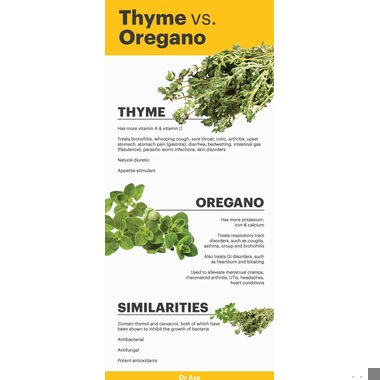 Thyme vs.
Oregano
THYME
Has more vitamin A & vitamin C
Treats bronchitis, whooping cough, sore throat, colic, arthritis, upset
stomach, stomach pain (gastritis), diarrhea, bedwetting, intestinal gas
(flatulence), parasitic worm infections, skin disorders
Natural diuretic
Appetite stimulant
OREGANO
Has more potassium,
iron & calcium
Treats respiratory tract
disorders, such as coughs,
asthma, croup and bronchitis
Also treats GI disorders, such
as heartburn and bloating
Used to alleviate menstrual cramps,
rheumatoid arthritis, UTIs, headaches,
heart conditions
SIMILARITIES
Contain thymol and carvacrol, both of which have
been shown to inhibit the growth of bacteria
Antibacterial
Antifungal
Potent antioxidants
Dr. Axe